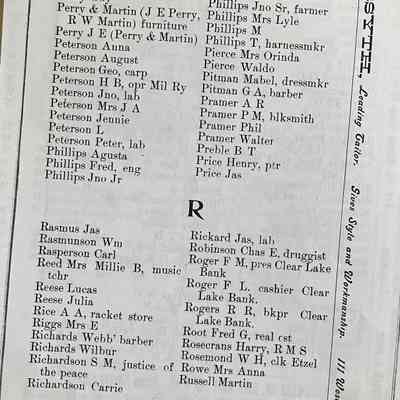 Perry & Martin (J E Perry,
R W Martin) furniture
Perry J E (Perry & Martin)
Peterson Anna
Peterson August
Peterson Geo, carp
Peterson H B, opr Mil Ry
Peterson Jno, lab
Peterson Mrs J A
Peterson Jennie
Peterson L
Peterson Peter, lab
Phillips Agusta
Phillips Fred, eng
Phillips Jno Jr
Phillips Jno Sr, farmer
Phillips Mrs Lyle
Phillips M
Phillips T, harnessmkr
Pierce Mrs Orinda
Pierce Waldo
Pitman Mabel, dressmkr
Pitman G A, barber
Pramer A R
Pramer P M, blksmith
Pramer Phil
Pramer Walter
Preble B T
Price Henry, ptr
Price Jas
R
Rasmus Jas
Rasmunson Wm
Rasperson Carl
Reed Mrs Millie B, music
tchr
Reese Lucas
Reese Julia
Rice A A, racket store
Riggs Mrs E
Richards Webb' barber
Richards Wilbur
Richardson S M, justice of
the peace
Richardson Carrie
Rickard Jas, lab
Robinson Chas E, druggist
Roger F M, pres Clear Lake
Bank
Roger F L. cashier Clear
Lake Bank.
Rogers R R, bkpr Clear
Lake Bank.
Root Fred G, real cst
Rosecrans Harry, R M S
Rosemond W H, clk Etzel
Rowe Mrs Anna
Russell Martin
SYTH, Leading Tailor. Gives Style and Workmanship. 111